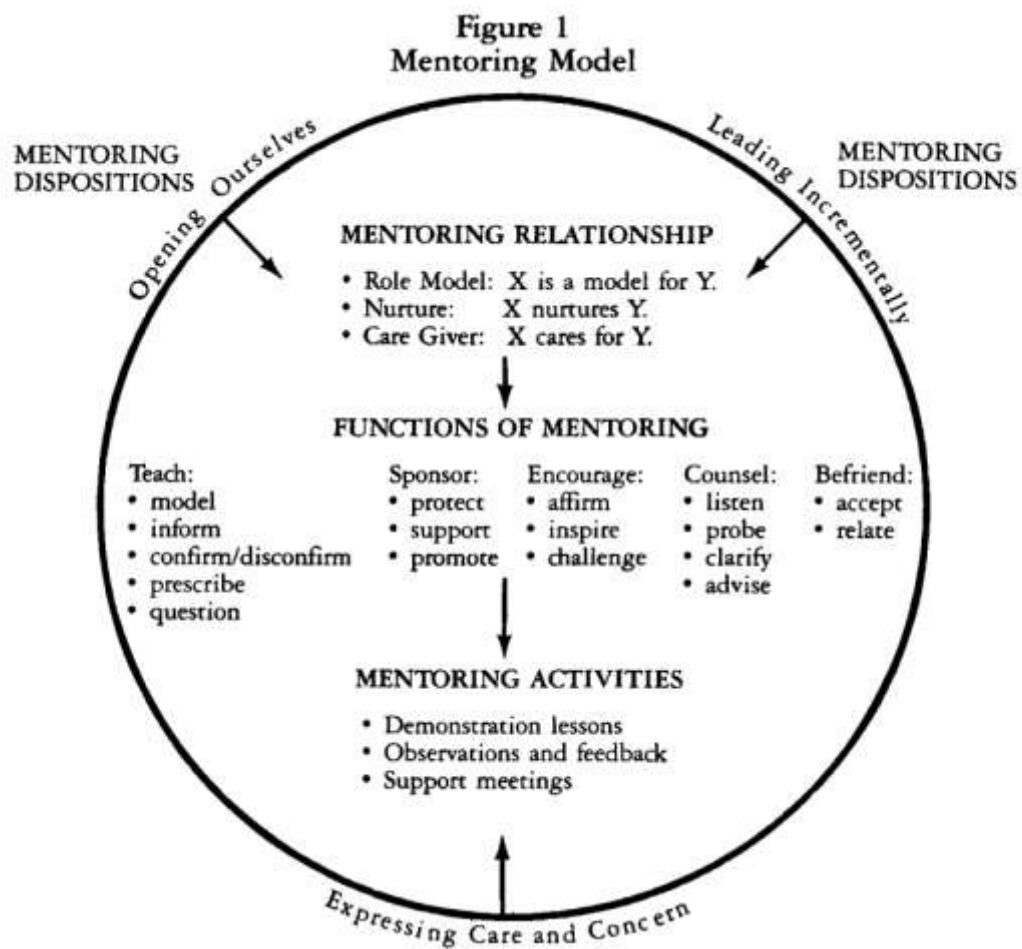 Figure 1
Mentoring Model
MENTORING
DISPOSITIONS
Opening Ourselves
Leading Incrementally
MENTORING
DISPOSITIONS
MENTORING RELATIONSHIP
• Role Model: X is a model for Y.
• Nurture: X nurtures Y.
• Care Giver: X cares for Y.
FUNCTIONS OF MENTORING
Teach:
• model
• inform
• confirm/disconfirm
• prescribe
• question
Sponsor:
• protect
• support
• promote
Encourage:
• affirm
• inspire
• challenge
Counsel:
• listen
• probe
• clarify
• advise
Befriend:
• accept
• relate
MENTORING ACTIVITIES
• Demonstration lessons
• Observations and feedback
• Support meetings
Expressing Care and Concern